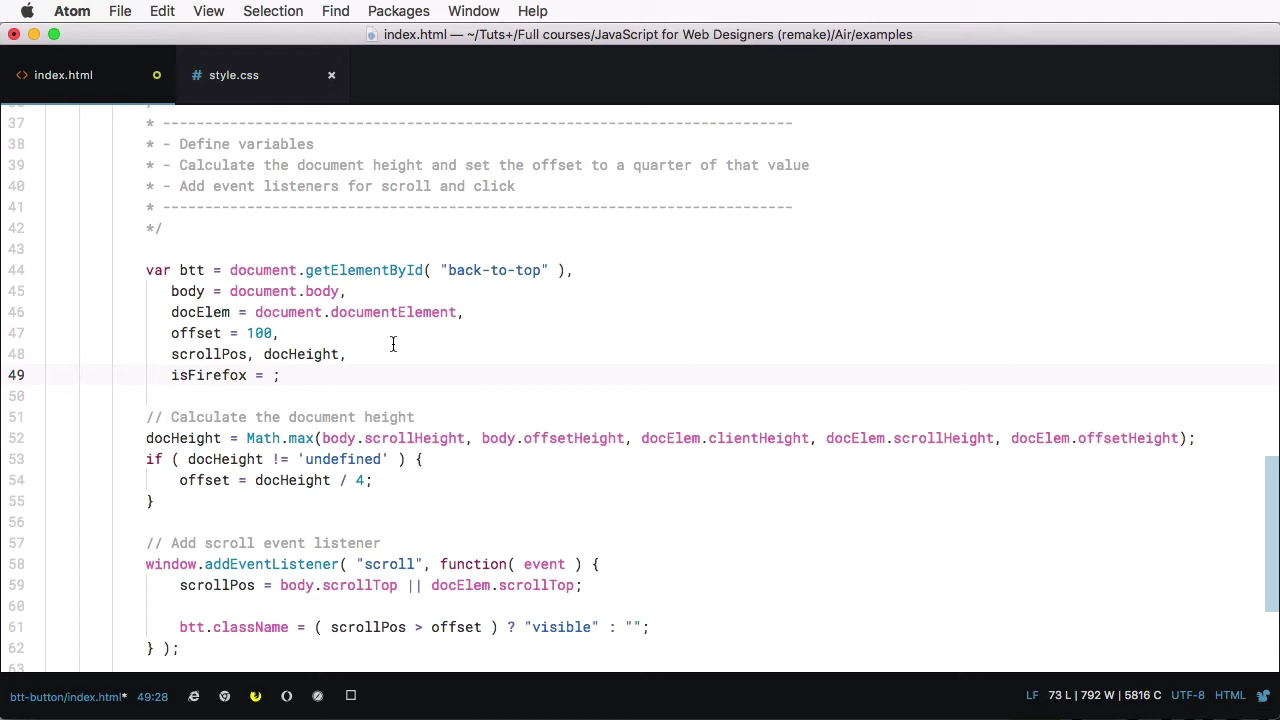 Atom File Edit View Selection Find Packages Window Help
index.html — ~/Tuts+/Full courses/JavaScript for Web Designers (remake)/Air/examples
<> index.html # style.css ×
37 * ---------------------------------------------------------------------------
38 * - Define variables
39 * - Calculate the document height and set the offset to a quarter of that value
40 * - Add event listeners for scroll and click
41 * ---------------------------------------------------------------------------
42 */
43
44 var btt = document.getElementById( "back-to-top" ),
45 body = document.body,
46 docElem = document.documentElement,
47 offset = 100,
48 scrollPos, docHeight,
49 isFirefox = ;
50
51 // Calculate the document height
52 docHeight = Math.max(body.scrollHeight, body.offsetHeight, docElem.clientHeight, docElem.scrollHeight, docElem.offsetHeight);
53 if ( docHeight != 'undefined' ) {
54 offset = docHeight / 4;
55 }
56
57 // Add scroll event listener
58 window.addEventListener( "scroll", function( event ) {
59 scrollPos = body.scrollTop || docElem.scrollTop;
60
61 btt.className = ( scrollPos > offset ) ? "visible" : "";
62 } );
63
btt-button/index.html* 49:28 LF 73 L | 792 W | 5816 C UTF-8 HTML